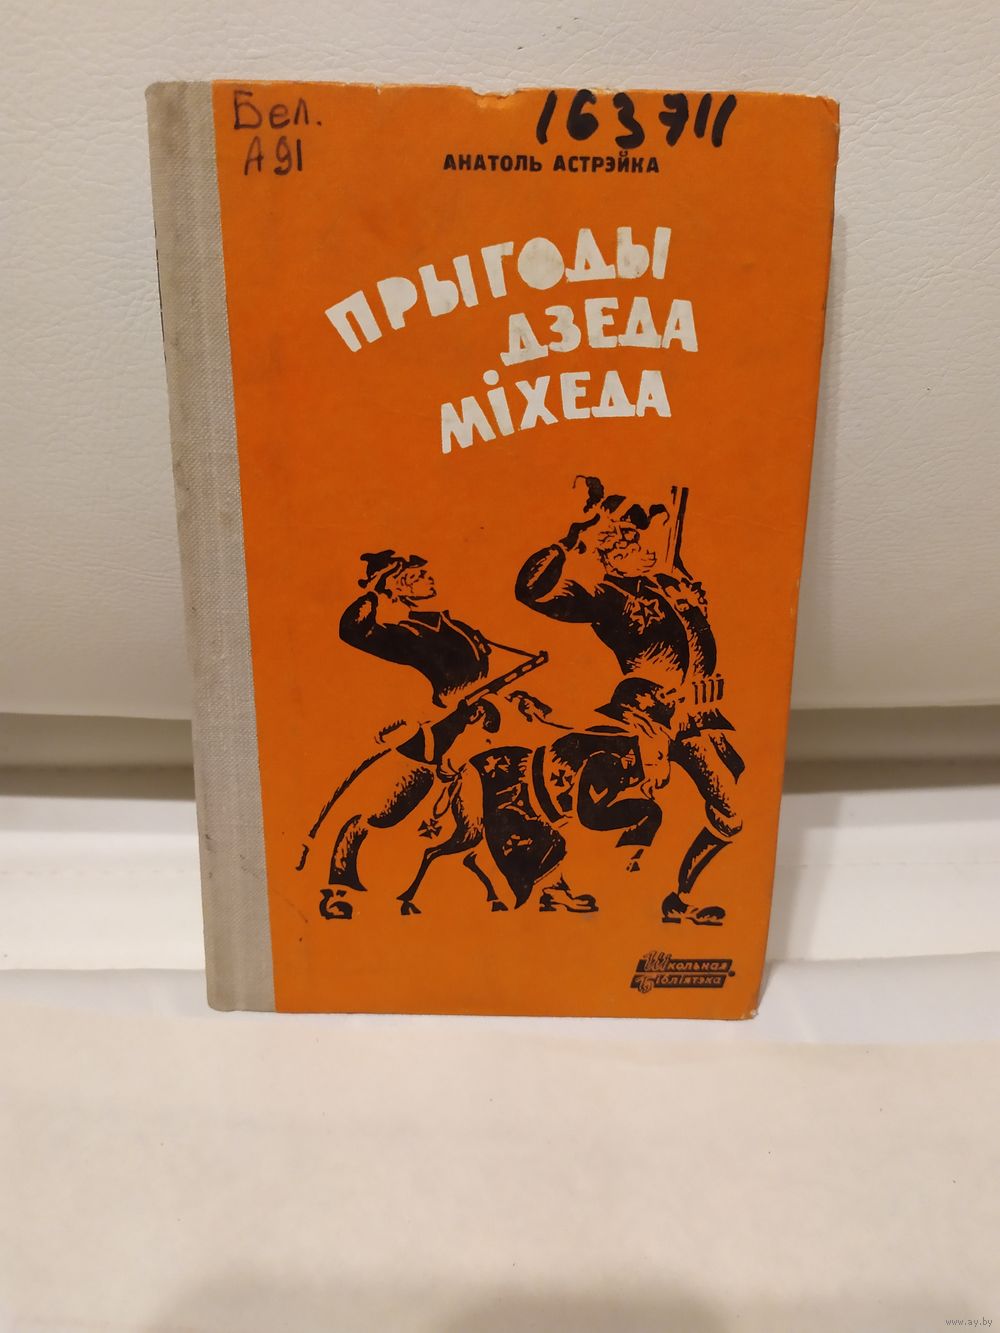 Бел.
А91
163711
АНАТОЛЬ АСТРЭЙКА
ПРЫГОДЫ
ДЗЕДА
МІХЕДА
Школьная
Бібліятэка
www.ay.by